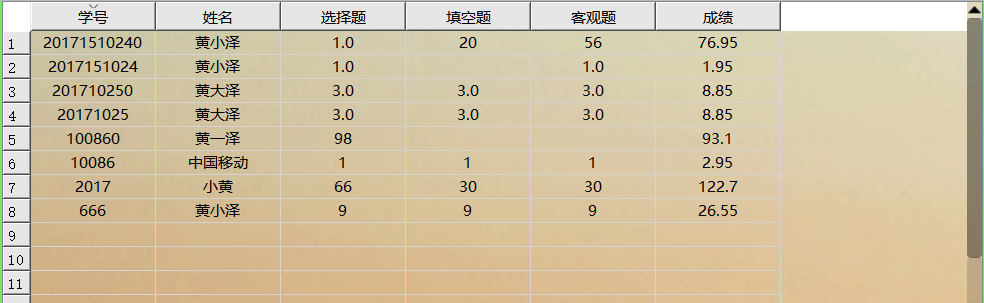 学号 姓名 选择题 填空题 客观题 成绩
1 20171510240 黄小泽 1.0 20 56 76.95
2 2017151024 黄小泽 1.0 1.0 1.95
3 201710250 黄大泽 3.0 3.0 3.0 8.85
4 20171025 黄大泽 3.0 3.0 3.0 8.85
5 100860 黄一泽 98 93.1
6 10086 中国移动 1 1 1 2.95
7 2017 小黄 66 30 30 122.7
8 666 黄小泽 9 9 9 26.55
9
10
11